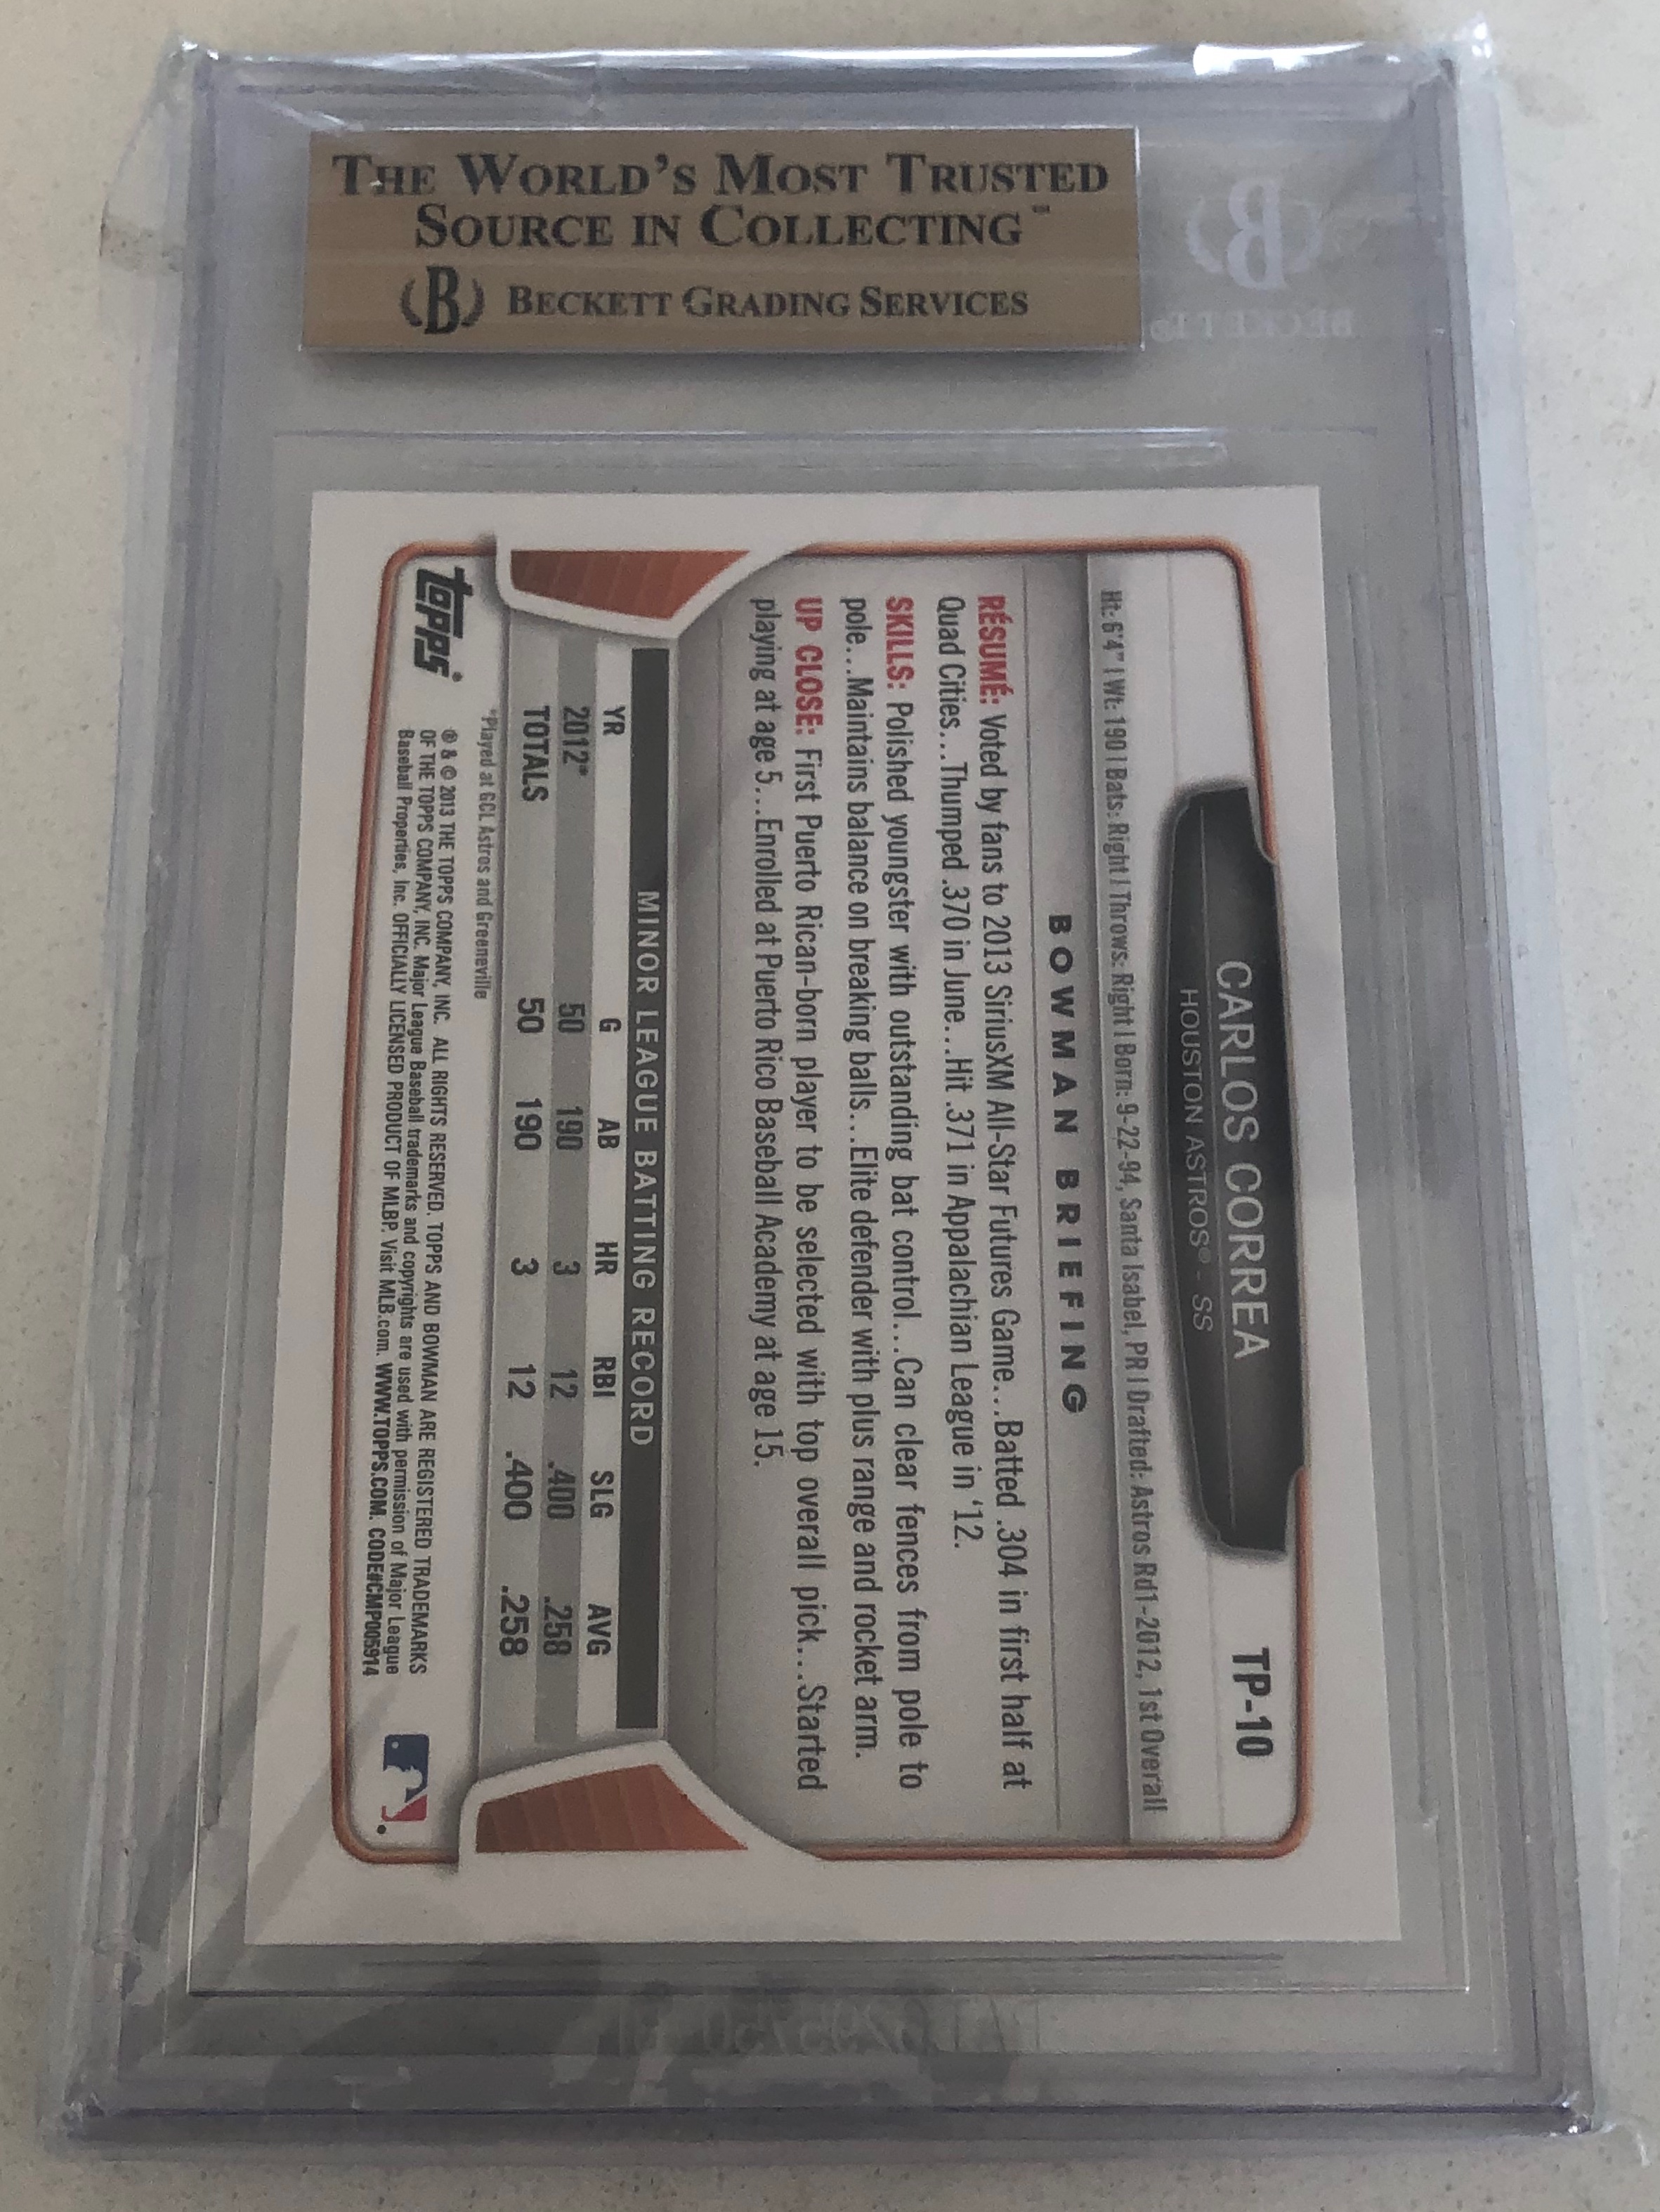 THE WORLD'S MOST TRUSTED
SOURCE IN COLLECTING™
B BECKETT GRADING SERVICES
B
BECKETT
CARLOS CORREA
HOUSTON ASTROS® - SS
TP-10
Ht: 6'4" | Wt: 190 | Bats: Right | Throws: Right | Born: 9-22-94, Santa Isabel, PR | Drafted: Astros Rd1-2012, 1st Overall
BOWMAN BRIEFING
RÉSUMÉ: Voted by fans to 2013 SiriusXM All-Star Futures Game...Batted .304 in first half at
Quad Cities...Thumped .370 in June...Hit .371 in Appalachian League in '12.
SKILLS: Polished youngster with outstanding bat control...Can clear fences from pole to
pole...Maintains balance on breaking balls...Elite defender with plus range and rocket arm.
UP CLOSE: First Puerto Rican-born player to be selected with top overall pick...Started
playing at age 5...Enrolled at Puerto Rico Baseball Academy at age 15.
MINOR LEAGUE BATTING RECORD
YR G AB HR RBI SLG AVG
2012* 50 190 3 12 .400 .258
TOTALS 50 190 3 12 .400 .258
*Played at GCL Astros and Greeneville
topps®
® & © 2013 THE TOPPS COMPANY, INC. ALL RIGHTS RESERVED. TOPPS AND BOWMAN ARE REGISTERED TRADEMARKS
OF THE TOPPS COMPANY, INC. Major League Baseball trademarks and copyrights are used with permission of Major League
Baseball Properties, Inc. OFFICIALLY LICENSED PRODUCT OF MLBP. Visit MLB.com. WWW.TOPPS.COM. CODE#CMP005914